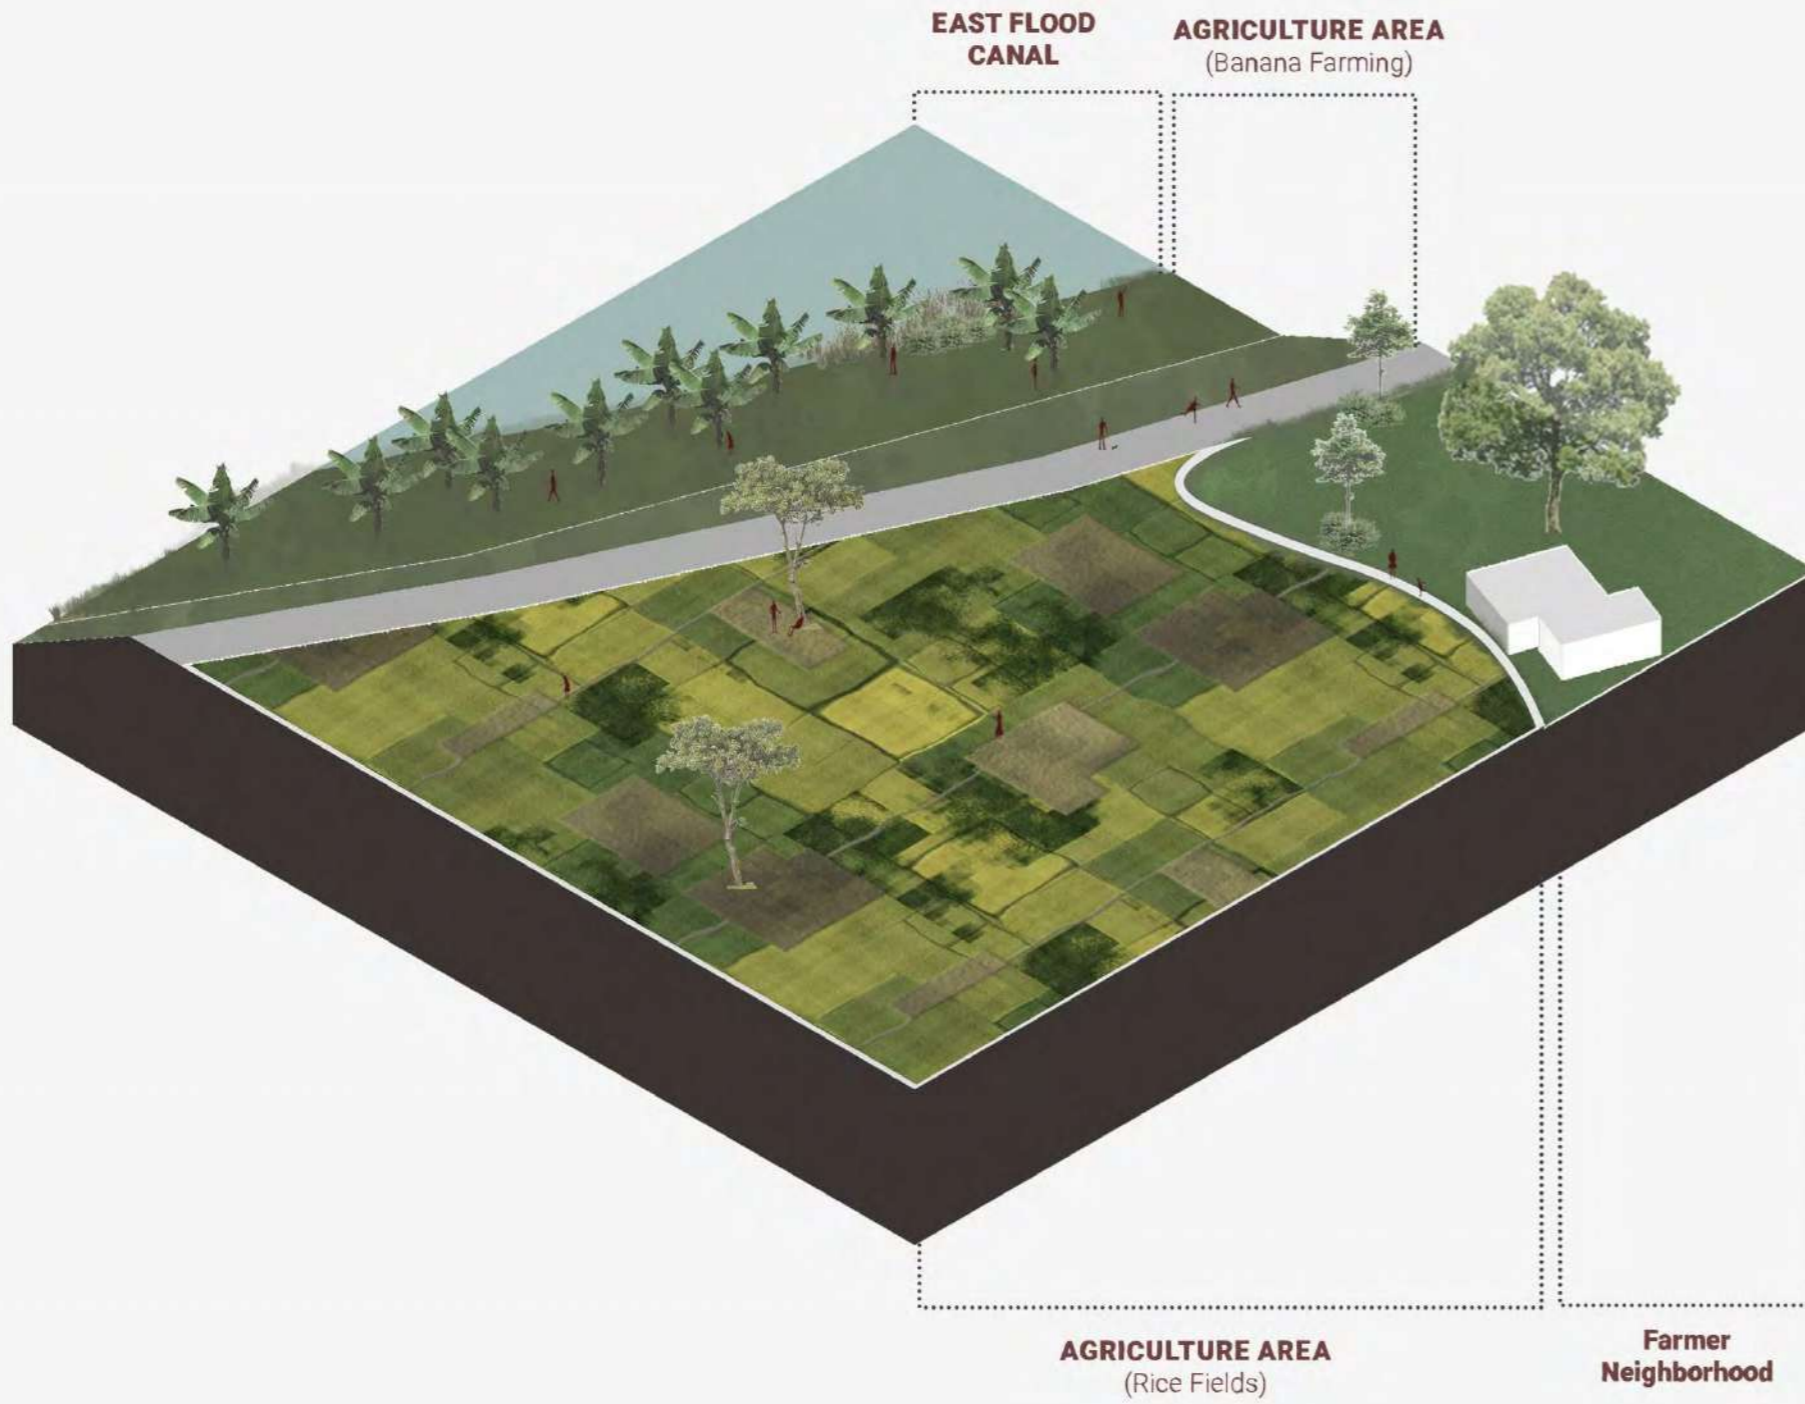 EAST FLOOD
CANAL
AGRICULTURE AREA
(Banana Farming)
AGRICULTURE AREA
(Rice Fields)
Farmer
Neighborhood